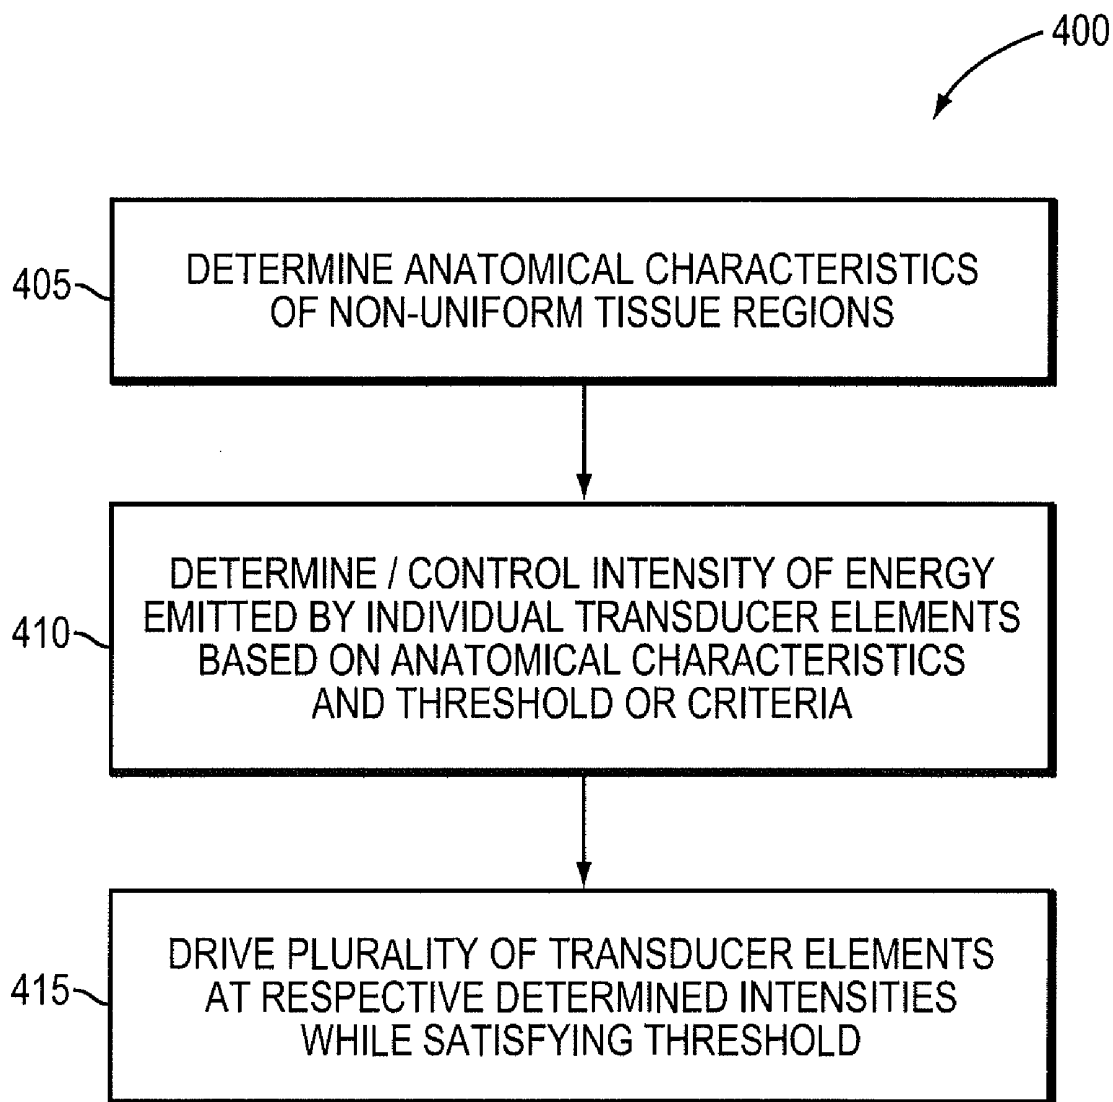 400
405
DETERMINE ANATOMICAL CHARACTERISTICS
OF NON-UNIFORM TISSUE REGIONS
410
DETERMINE / CONTROL INTENSITY OF ENERGY
EMITTED BY INDIVIDUAL TRANSDUCER ELEMENTS
BASED ON ANATOMICAL CHARACTERISTICS
AND THRESHOLD OR CRITERIA
415
DRIVE PLURALITY OF TRANSDUCER ELEMENTS
AT RESPECTIVE DETERMINED INTENSITIES
WHILE SATISFYING THRESHOLD